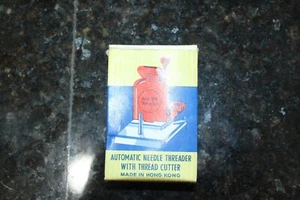 AUTOMATIC NEEDLE THREADER
WITH THREAD CUTTER
MADE IN HONG KONG